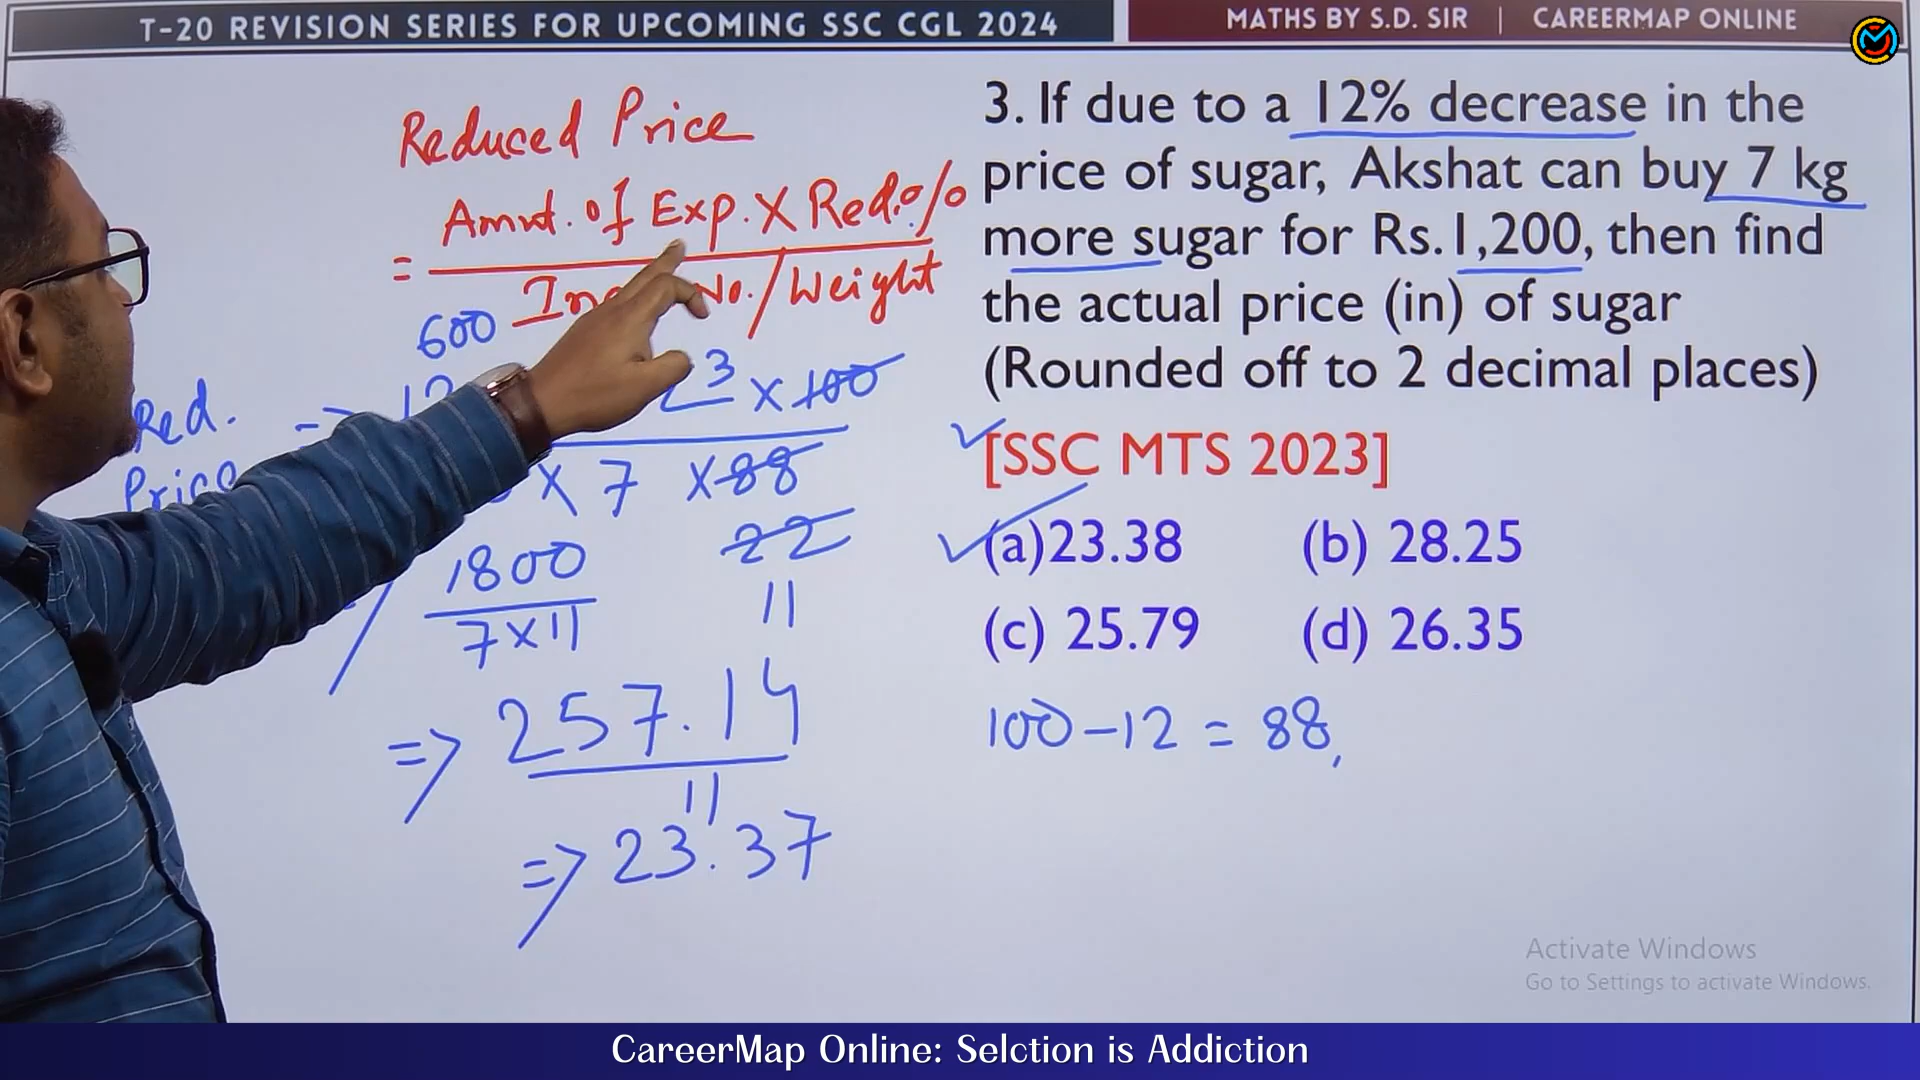 T-20 REVISION SERIES FOR UPCOMING SSC CGL 2024
MATHS BY S.D. SIR | CAREERMAP ONLINE
Reduced Price
= Amnt. of Exp. X Red.%
No./Weight
3. If due to a 12% decrease in the
price of sugar, Akshat can buy 7 kg
more sugar for Rs.1,200, then find
the actual price (in) of sugar
(Rounded off to 2 decimal places)
[SSC MTS 2023]
(a)23.38 (b) 28.25
(c) 25.79 (d) 26.35
100-12 = 88,
600
Red.
Price
3 x 100
x 7 x 88
1800 22
7x11 11
=> 257.14
11
=> 23.37
Activate Windows
Go to Settings to activate Windows.
CareerMap Online: Selction is Addiction